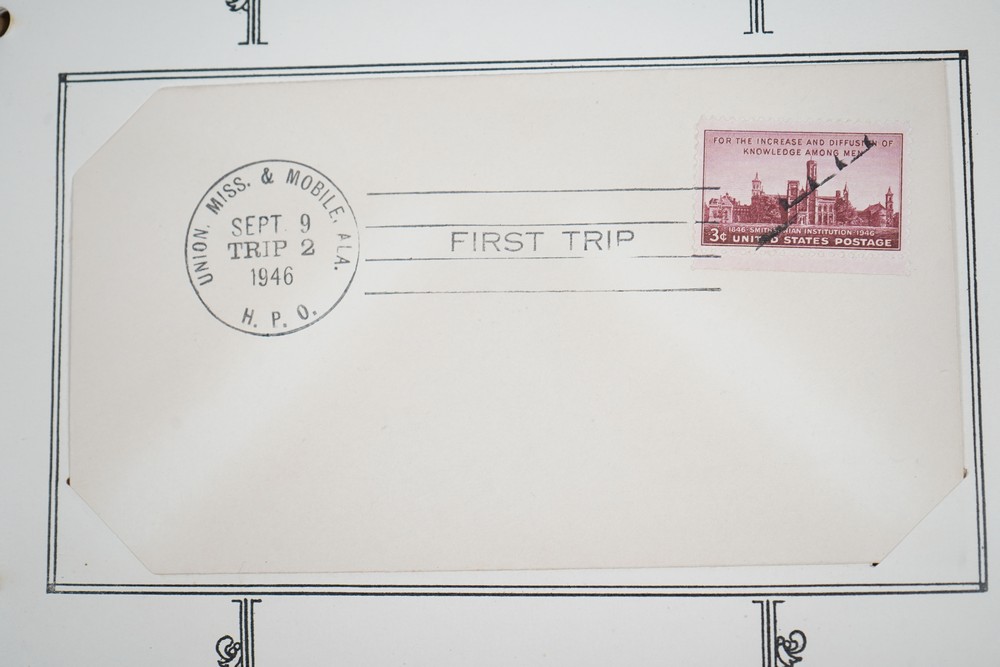 UNION, MISS. & MOBILE, ALA.
SEPT. 9
TRIP 2
1946
H. P. O.
FIRST TRIP
FOR THE INCREASE AND DIFFUSION OF
KNOWLEDGE AMONG MEN
1846·SMITHSONIAN INSTITUTION·1946
3¢ UNITED STATES POSTAGE